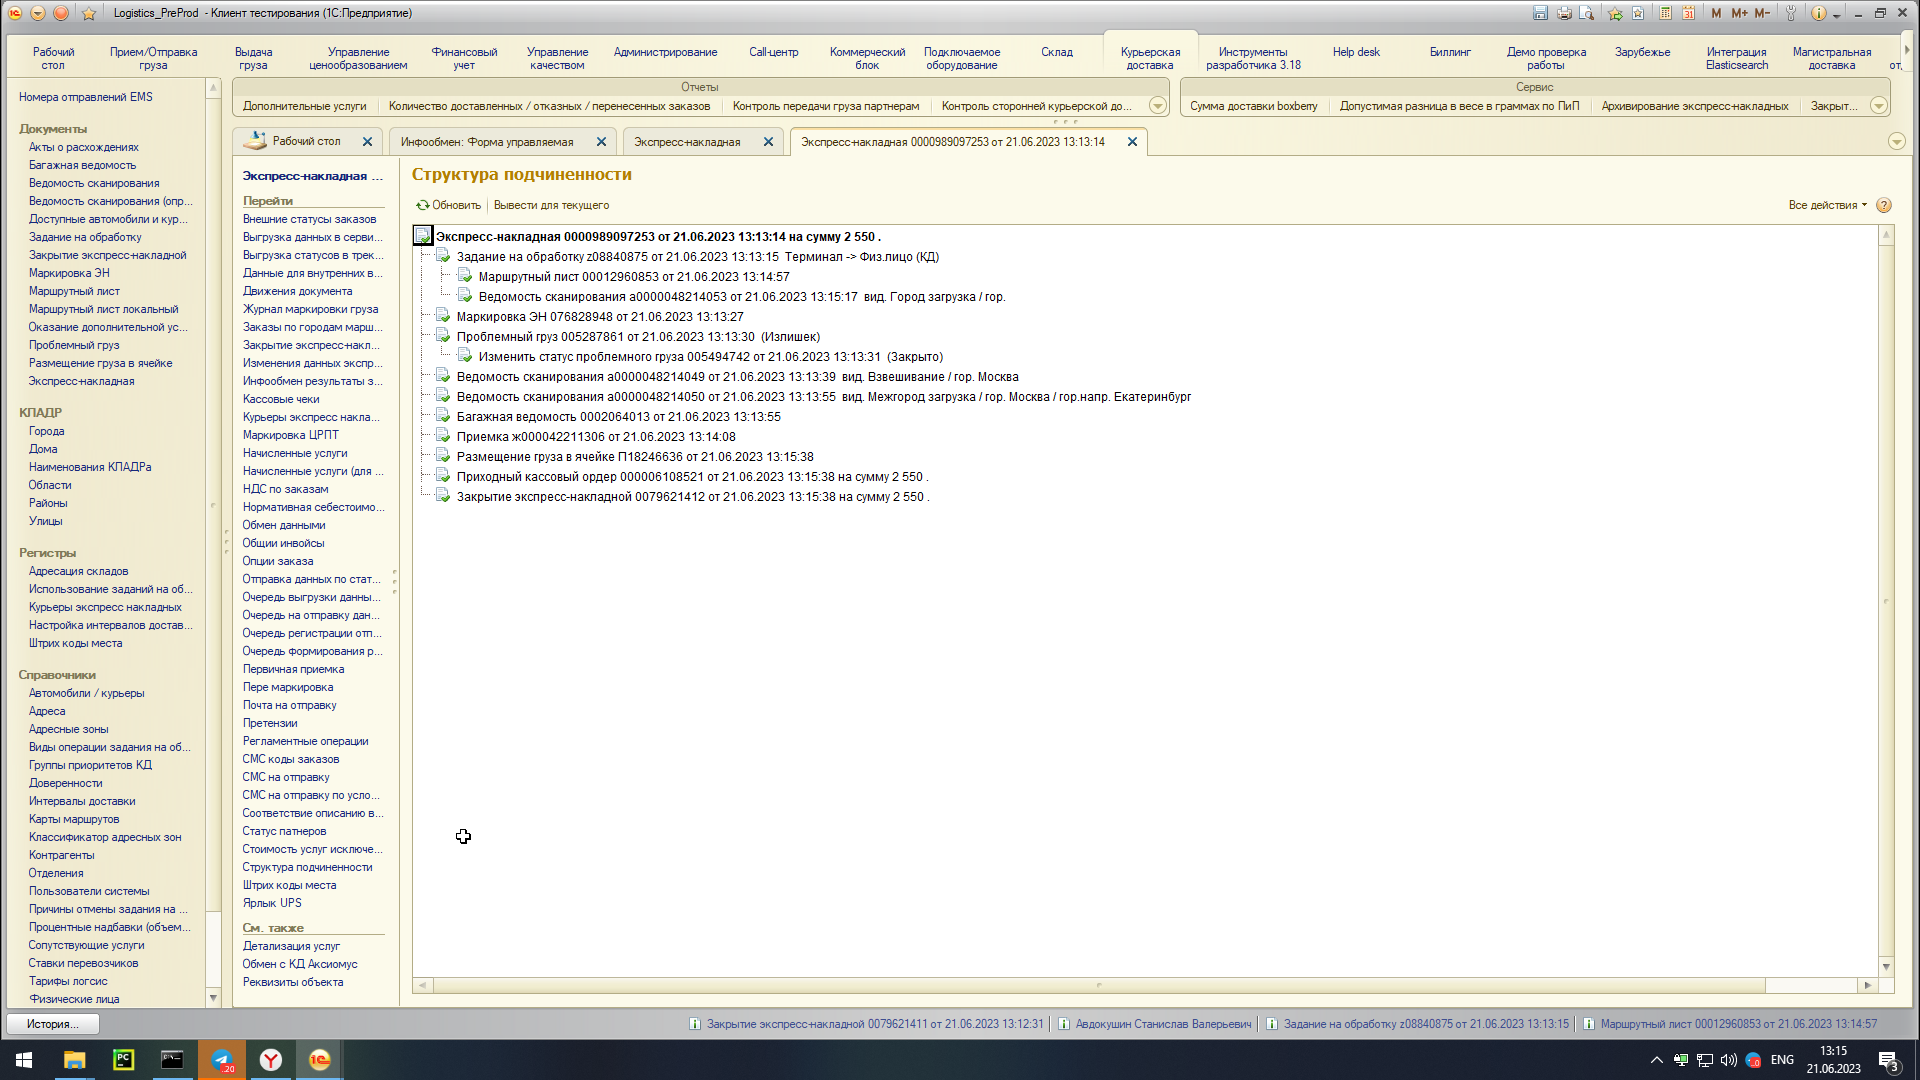 Logistics_PreProd - Клиент тестирования (1С:Предприятие)
M M+ M-
Рабочий стол
Прием/Отправка груза
Выдача груза
Управление ценообразованием
Финансовый учет
Управление качеством
Администрирование
Call-центр
Коммерческий блок
Подключаемое оборудование
Склад
Курьерская доставка
Инструменты разработчика 3.18
Help desk
Биллинг
Демо проверка работы
Зарубежье
Интеграция Elasticsearch
Магистральная доставка
от,
Отчеты
Дополнительные услуги
Количество доставленных / отказных / перенесенных заказов
Контроль передачи груза партнерам
Контроль сторонней курьерской до...
Сервис
Сумма доставки boxberry
Допустимая разница в весе в граммах по ПиП
Архивирование экспресс-накладных
Закрыт...
Рабочий стол
Инфообмен: Форма управляемая
Экспресс-накладная
Экспресс-накладная 0000989097253 от 21.06.2023 13:13:14
Номера отправлений EMS
Документы
Акты о расхождениях
Багажная ведомость
Ведомость сканирования
Ведомость сканирования (опр...
Доступные автомобили и кур...
Задание на обработку
Закрытие экспресс-накладной
Маркировка ЭН
Маршрутный лист
Маршрутный лист локальный
Оказание дополнительной ус...
Проблемный груз
Размещение груза в ячейке
Экспресс-накладная
КЛАДР
Города
Дома
Наименования КЛАДРа
Области
Районы
Улицы
Регистры
Адресация складов
Использование заданий на об...
Курьеры экспресс накладных
Настройка интервалов достав...
Штрих коды места
Справочники
Автомобили / курьеры
Адреса
Адресные зоны
Виды операции задания на об...
Группы приоритетов КД
Доверенности
Интервалы доставки
Карты маршрутов
Классификатор адресных зон
Контрагенты
Отделения
Пользователи системы
Причины отмены задания на ...
Процентные надбавки (объем...
Сопутствующие услуги
Ставки перевозчиков
Тарифы логсис
Физические лица
Экспресс-накладная ...
Перейти
Внешние статусы заказов
Выгрузка данных в серви...
Выгрузка статусов в трек...
Данные для внутренних в...
Движения документа
Журнал маркировки груза
Заказы по городам марш...
Закрытие экспресс-накл...
Изменения данных экспр...
Инфообмен результаты з...
Кассовые чеки
Курьеры экспресс накла...
Маркировка ЦРПТ
Начисленные услуги
Начисленные услуги (для ...
НДС по заказам
Нормативная себестоимо...
Обмен данными
Общии инвойсы
Опции заказа
Отправка данных по стат...
Очередь выгрузки данны...
Очередь на отправку дан...
Очередь регистрации отп...
Очередь формирования р...
Первичная приемка
Пере маркировка
Почта на отправку
Претензии
Регламентные операции
СМС коды заказов
СМС на отправку
СМС на отправку по усло...
Соответствие описанию в...
Статус патнеров
Стоимость услуг исключе...
Структура подчиненности
Штрих коды места
Ярлык UPS
См. также
Детализация услуг
Обмен с КД Аксиомус
Реквизиты объекта
Структура подчиненности
Обновить
Вывести для текущего
Все действия
Экспресс-накладная 0000989097253 от 21.06.2023 13:13:14 на сумму 2 550 .
Задание на обработку z08840875 от 21.06.2023 13:13:15 Терминал -> Физ.лицо (КД)
Маршрутный лист 00012960853 от 21.06.2023 13:14:57
Ведомость сканирования а0000048214053 от 21.06.2023 13:15:17 вид. Город загрузка / гор.
Маркировка ЭН 076828948 от 21.06.2023 13:13:27
Проблемный груз 005287861 от 21.06.2023 13:13:30 (Излишек)
Изменить статус проблемного груза 005494742 от 21.06.2023 13:13:31 (Закрыто)
Ведомость сканирования а0000048214049 от 21.06.2023 13:13:39 вид. Взвешивание / гор. Москва
Ведомость сканирования а0000048214050 от 21.06.2023 13:13:55 вид. Межгород загрузка / гор. Москва / гор.напр. Екатеринбург
Багажная ведомость 0002064013 от 21.06.2023 13:13:55
Приемка ж000042211306 от 21.06.2023 13:14:08
Размещение груза в ячейке П18246636 от 21.06.2023 13:15:38
Приходный кассовый ордер 000006108521 от 21.06.2023 13:15:38 на сумму 2 550 .
Закрытие экспресс-накладной 0079621412 от 21.06.2023 13:15:38 на сумму 2 550 .
История...
Закрытие экспресс-накладной 0079621411 от 21.06.2023 13:12:31
Авдокушин Станислав Валерьевич
Задание на обработку z08840875 от 21.06.2023 13:13:15
Маршрутный лист 00012960853 от 21.06.2023 13:14:57
ENG
13:15
21.06.2023
3